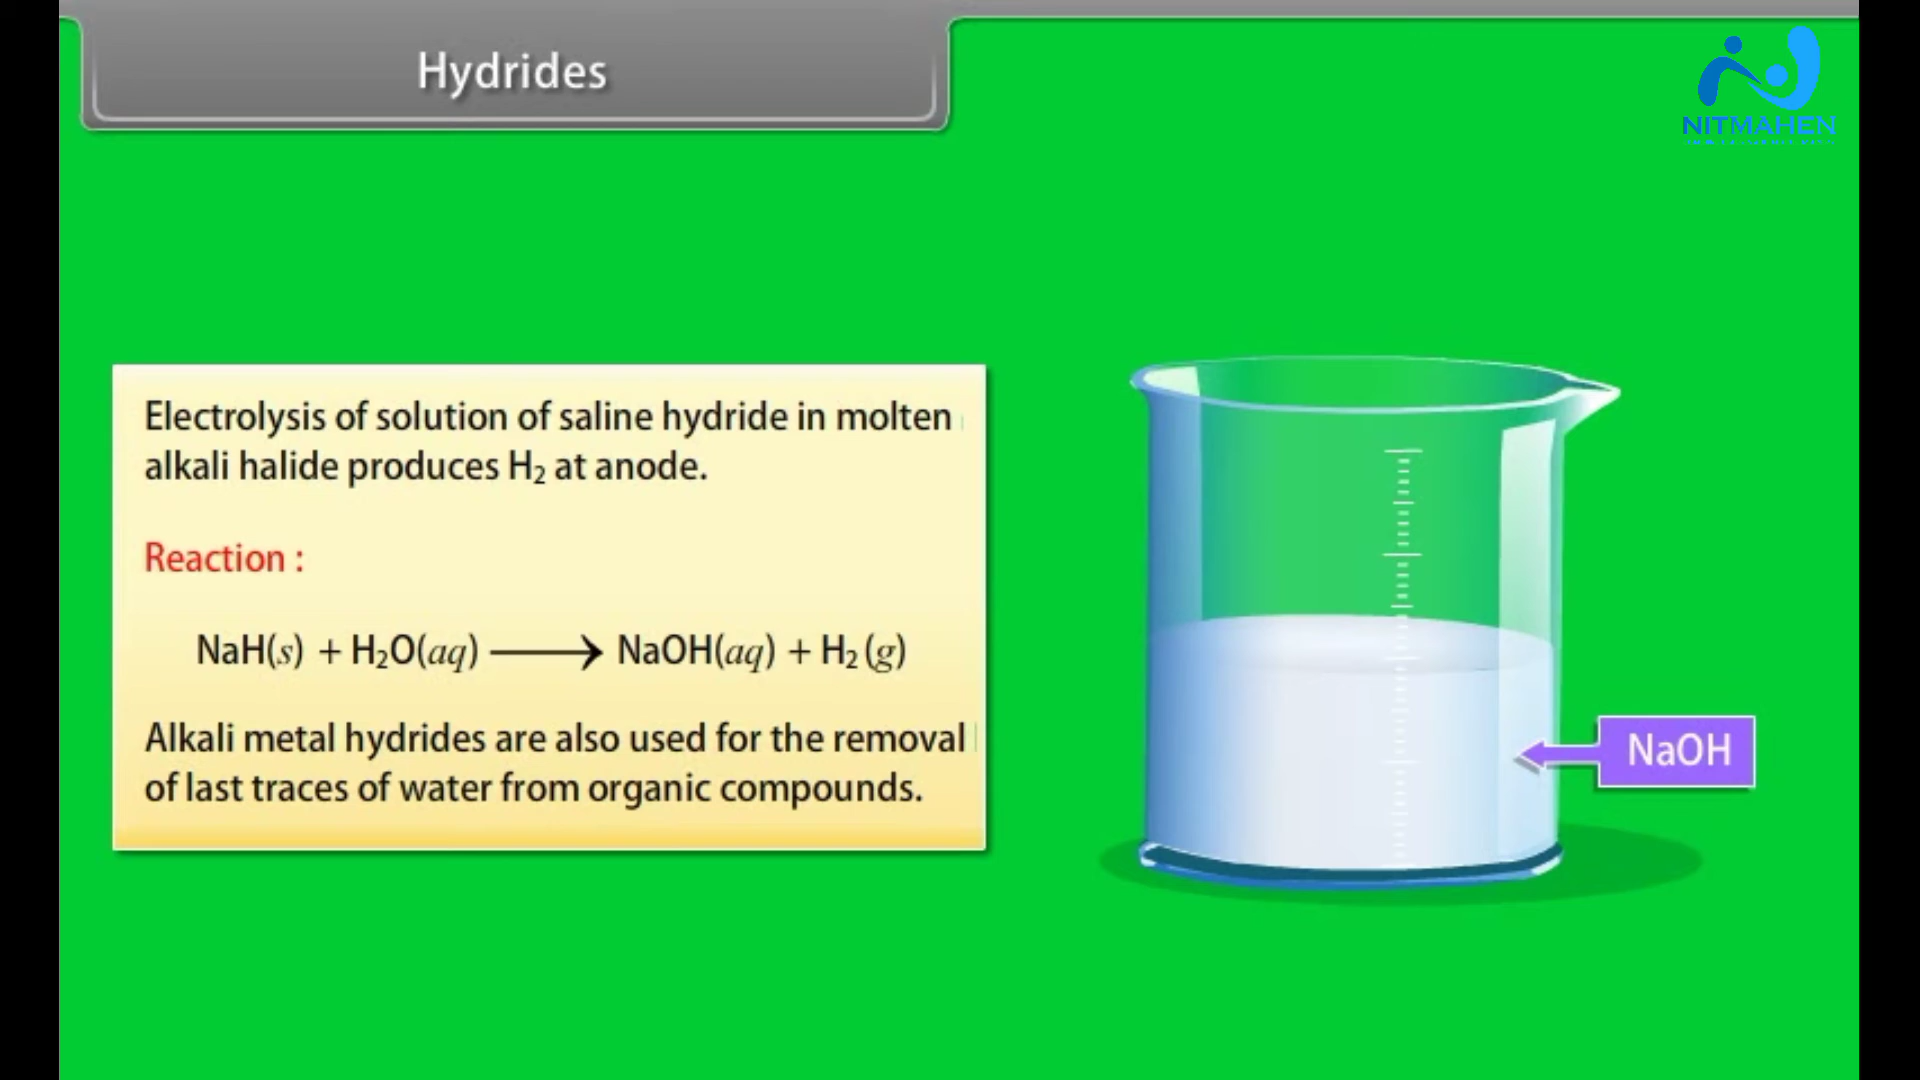 Hydrides
NITMAHEN
Electrolysis of solution of saline hydride in molten
alkali halide produces H₂ at anode.
Reaction :
NaH(s) + H₂O(aq) ⟶ NaOH(aq) + H₂(g)
Alkali metal hydrides are also used for the removal
of last traces of water from organic compounds.
NaOH